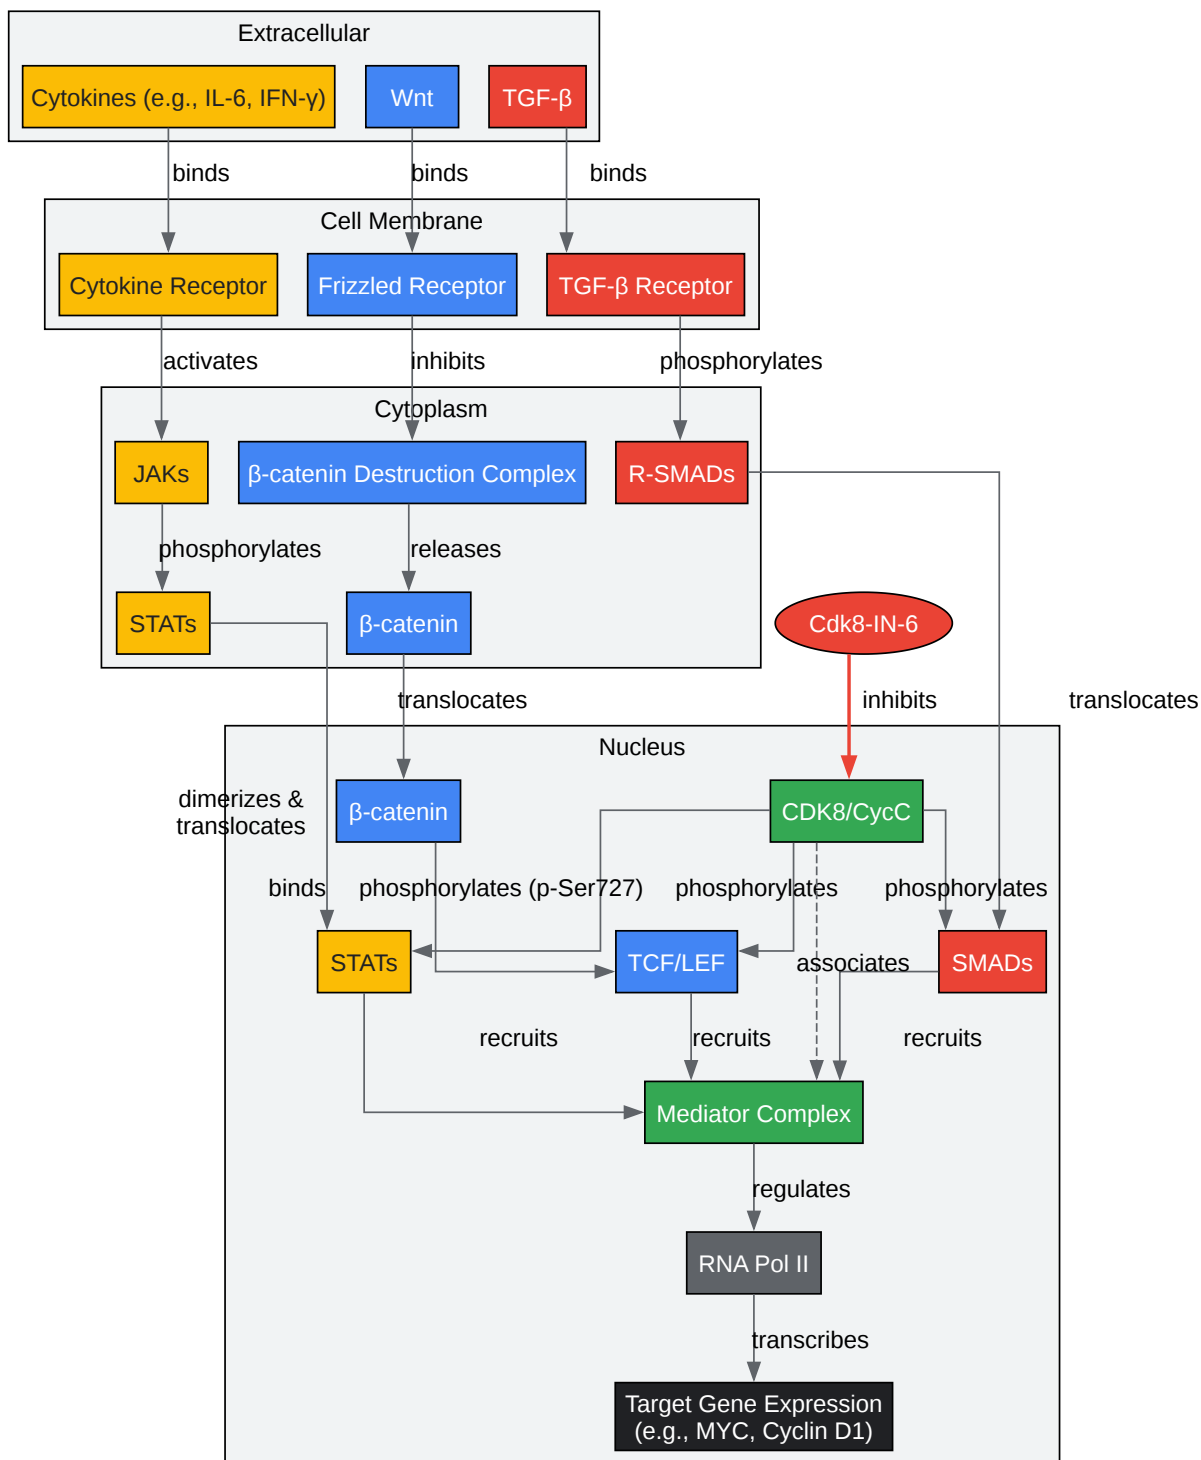 Extracellular
Cytokines (e.g., IL-6, IFN-γ)
Wnt
TGF-β
binds
binds
binds
Cell Membrane
Cytokine Receptor
Frizzled Receptor
TGF-β Receptor
activates
inhibits
phosphorylates
Cytoplasm
JAKs
β-catenin Destruction Complex
R-SMADs
phosphorylates
releases
STATs
β-catenin
Cdk8-IN-6
translocates
inhibits
translocates
Nucleus
dimerizes &
translocates
β-catenin
CDK8/CycC
binds
phosphorylates (p-Ser727)
phosphorylates
phosphorylates
STATs
TCF/LEF
associates
SMADs
recruits
recruits
recruits
Mediator Complex
regulates
RNA Pol II
transcribes
Target Gene Expression
(e.g., MYC, Cyclin D1)